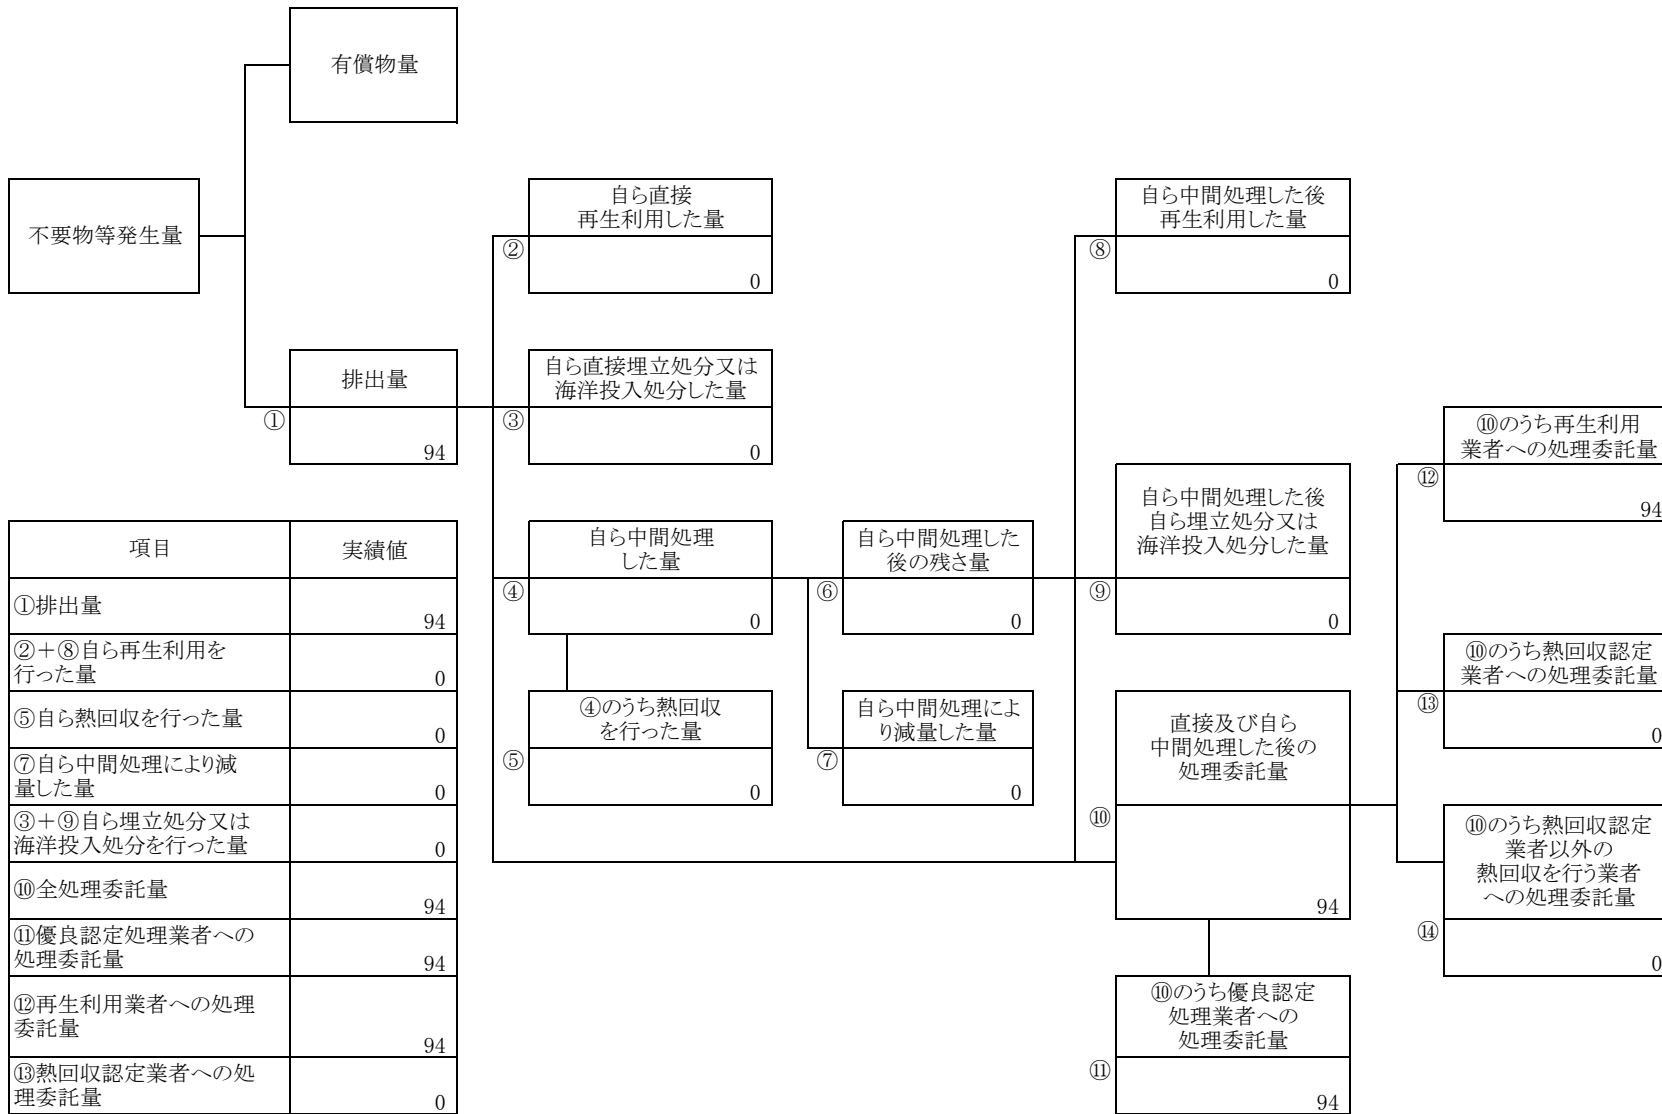 有償物量
不要物等発生量
自ら直接
再生利用した量
②
0
自ら中間処理した後
再生利用した量
⑧
0
排出量
①
94
自ら直接埋立処分又は
海洋投入処分した量
③
0
⑩のうち再生利用
業者への処理委託量
⑫
94
自ら中間処理した後
自ら埋立処分又は
海洋投入処分した量
⑨
0
自ら中間処理
した量
④
0
自ら中間処理した
後の残さ量
⑥
0
⑩のうち熱回収認定
業者への処理委託量
⑬
0
④のうち熱回収
を行った量
⑤
0
自ら中間処理によ
り減量した量
⑦
0
直接及び自ら
中間処理した後の
処理委託量
⑩
94
⑩のうち熱回収認定
業者以外の
熱回収を行う業者
への処理委託量
⑭
0
⑩のうち優良認定
処理業者への
処理委託量
⑪
94
項目 実績値
①排出量 94
②+⑧自ら再生利用を
行った量 0
⑤自ら熱回収を行った量 0
⑦自ら中間処理により減
量した量 0
③+⑨自ら埋立処分又は
海洋投入処分を行った量 0
⑩全処理委託量 94
⑪優良認定処理業者への
処理委託量 94
⑫再生利用業者への処理
委託量 94
⑬熱回収認定業者への処
理委託量 0